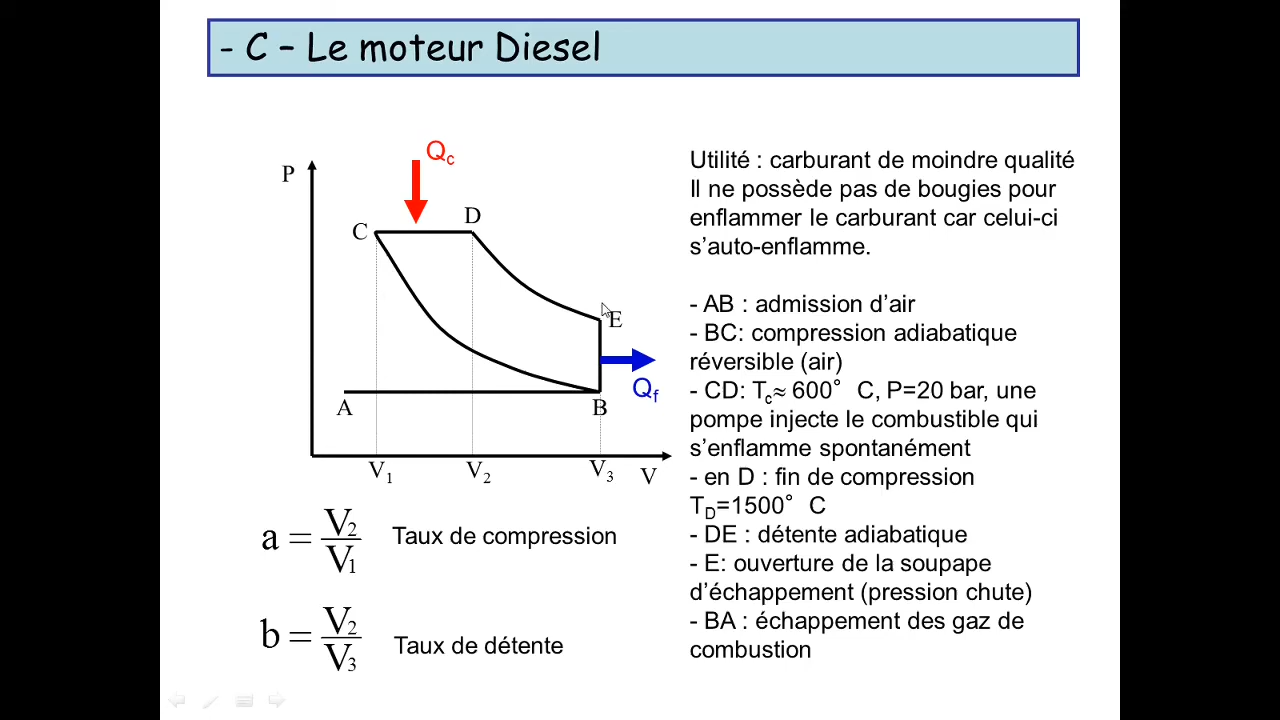 - C – Le moteur Diesel
Qc
P
D
C
E
Qf
A
B
V1
V2
V3
V
a = V2/V1
Taux de compression
b = V2/V3
Taux de détente
Utilité : carburant de moindre qualité
Il ne possède pas de bougies pour
enflammer le carburant car celui-ci
s’auto-enflamme.
- AB : admission d’air
- BC: compression adiabatique
réversible (air)
- CD: Tc≈ 600° C, P=20 bar, une
pompe injecte le combustible qui
s’enflamme spontanément
- en D : fin de compression
TD=1500° C
- DE : détente adiabatique
- E: ouverture de la soupape
d’échappement (pression chute)
- BA : échappement des gaz de
combustion